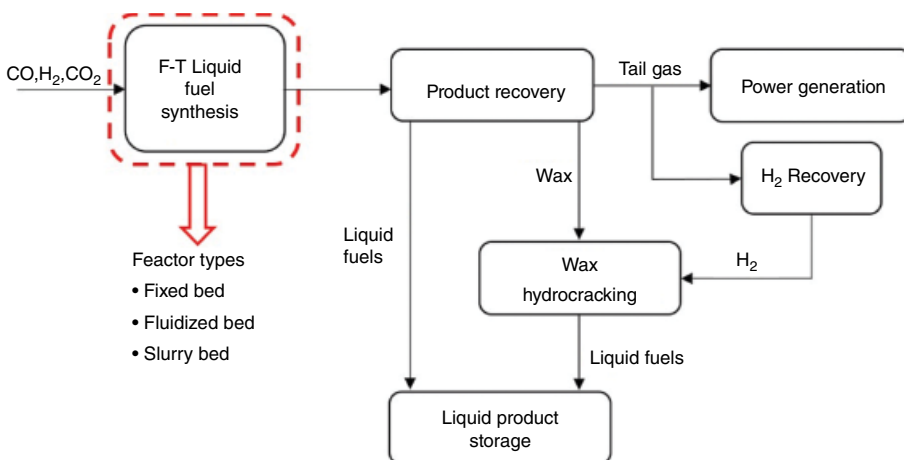 CO,H₂,CO₂
F-T Liquid
fuel
synthesis
Product recovery
Tail gas
Power generation
H₂ Recovery
Wax
Liquid
fuels
H₂
Wax
hydrocracking
Feactor types
• Fixed bed
• Fluidized bed
• Slurry bed
Liquid fuels
Liquid product
storage